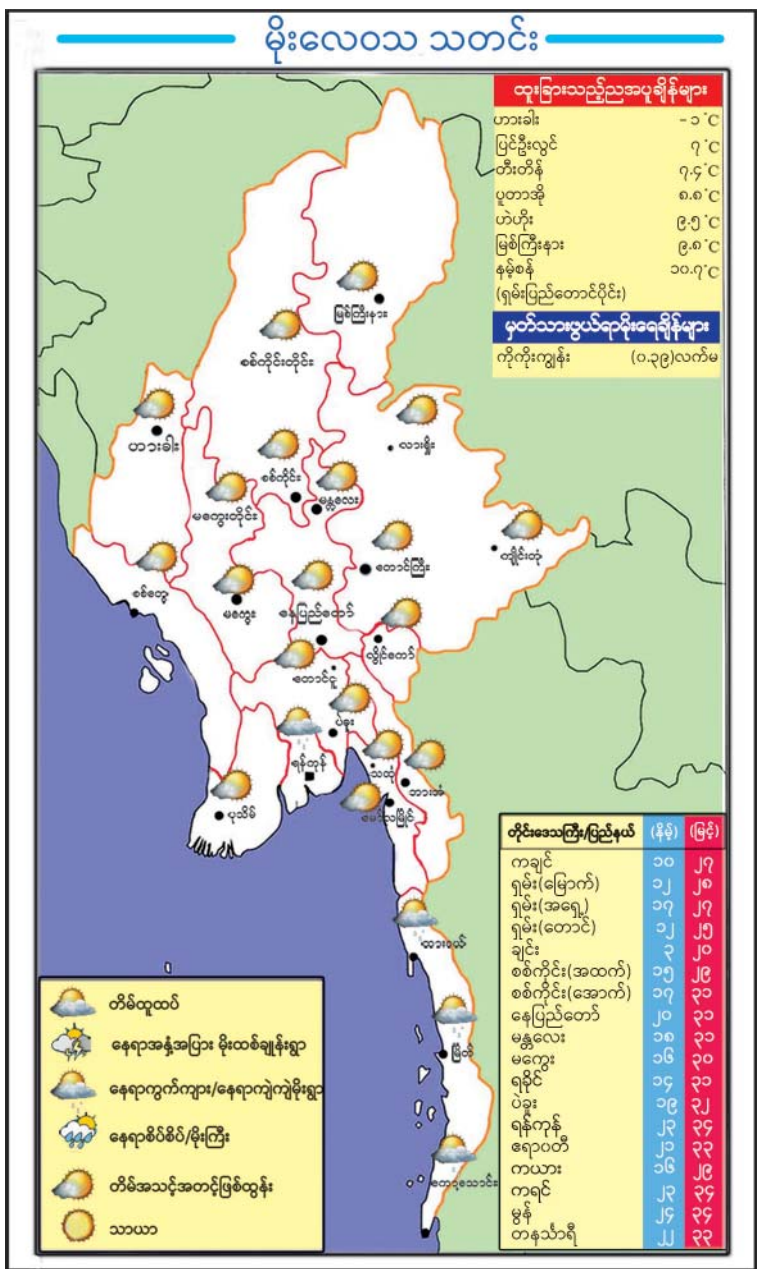 မိုးလေဝသ သတင်း
ထူးခြားသည့်ညအပူချိန်များ
ဟားခါး -၁°C
ပြင်ဦးလွင် ၇°C
တီးတိန် ၇.၄°C
ပူတာအို ၈.၈°C
ဟဲဟိုး ၉.၅°C
မြစ်ကြီးနား ၉.၈°C
နမ့်စန် ၁၀.၇°C
(ရှမ်းပြည်တောင်ပိုင်း)
မှတ်သားဖွယ်ရာမိုးရေချိန်များ
ကိုကိုးကျွန်း (၀.၃၉)လက်မ
မြစ်ကြီးနား
စစ်ကိုင်းတိုင်း
ဟားခါး
လားရှိုး
စစ်ကိုင်း
မန္တလေး
မကွေးတိုင်း
ကျိုင်းတုံ
တောင်ကြီး
စစ်တွေ
မကွေး
နေပြည်တော်
လွိုင်ကော်
တောင်ငူ
ပဲခူး
ရန်ကုန်
သထုံ
ဘားအံ
ပုသိမ်
မော်လမြိုင်
ထားဝယ်
မြိတ်
ကော့သောင်း
တိုင်းဒေသကြီး/ပြည်နယ် (နိမ့်) (မြင့်)
ကချင် ၁၀ ၂၇
ရှမ်း(မြောက်) ၁၂ ၂၈
ရှမ်း(အရှေ့) ၁၇ ၂၇
ရှမ်း(တောင်) ၁၂ ၂၅
ချင်း ၃ ၂၀
စစ်ကိုင်း(အထက်) ၁၅ ၂၉
စစ်ကိုင်း(အောက်) ၁၇ ၃၁
နေပြည်တော် ၂၀ ၃၁
မန္တလေး ၁၈ ၃၁
မကွေး ၁၆ ၃၀
ရခိုင် ၁၄ ၃၁
ပဲခူး ၁၉ ၃၂
ရန်ကုန် ၂၃ ၃၄
ဧရာဝတီ ၂၁ ၃၃
ကယား ၁၆ ၂၉
ကရင် ၂၃ ၃၄
မွန် ၂၄ ၃၄
တနင်္သာရီ ၂၂ ၃၃
တိမ်ထူထပ်
နေရာအနှံ့အပြား မိုးထစ်ချုန်းရွာ
နေရာကွက်ကျား/နေရာကျဲကျဲမိုးရွာ
နေရာစိပ်စိပ်/မိုးကြီး
တိမ်အသင့်အတင့်ဖြစ်ထွန်း
သာယာ